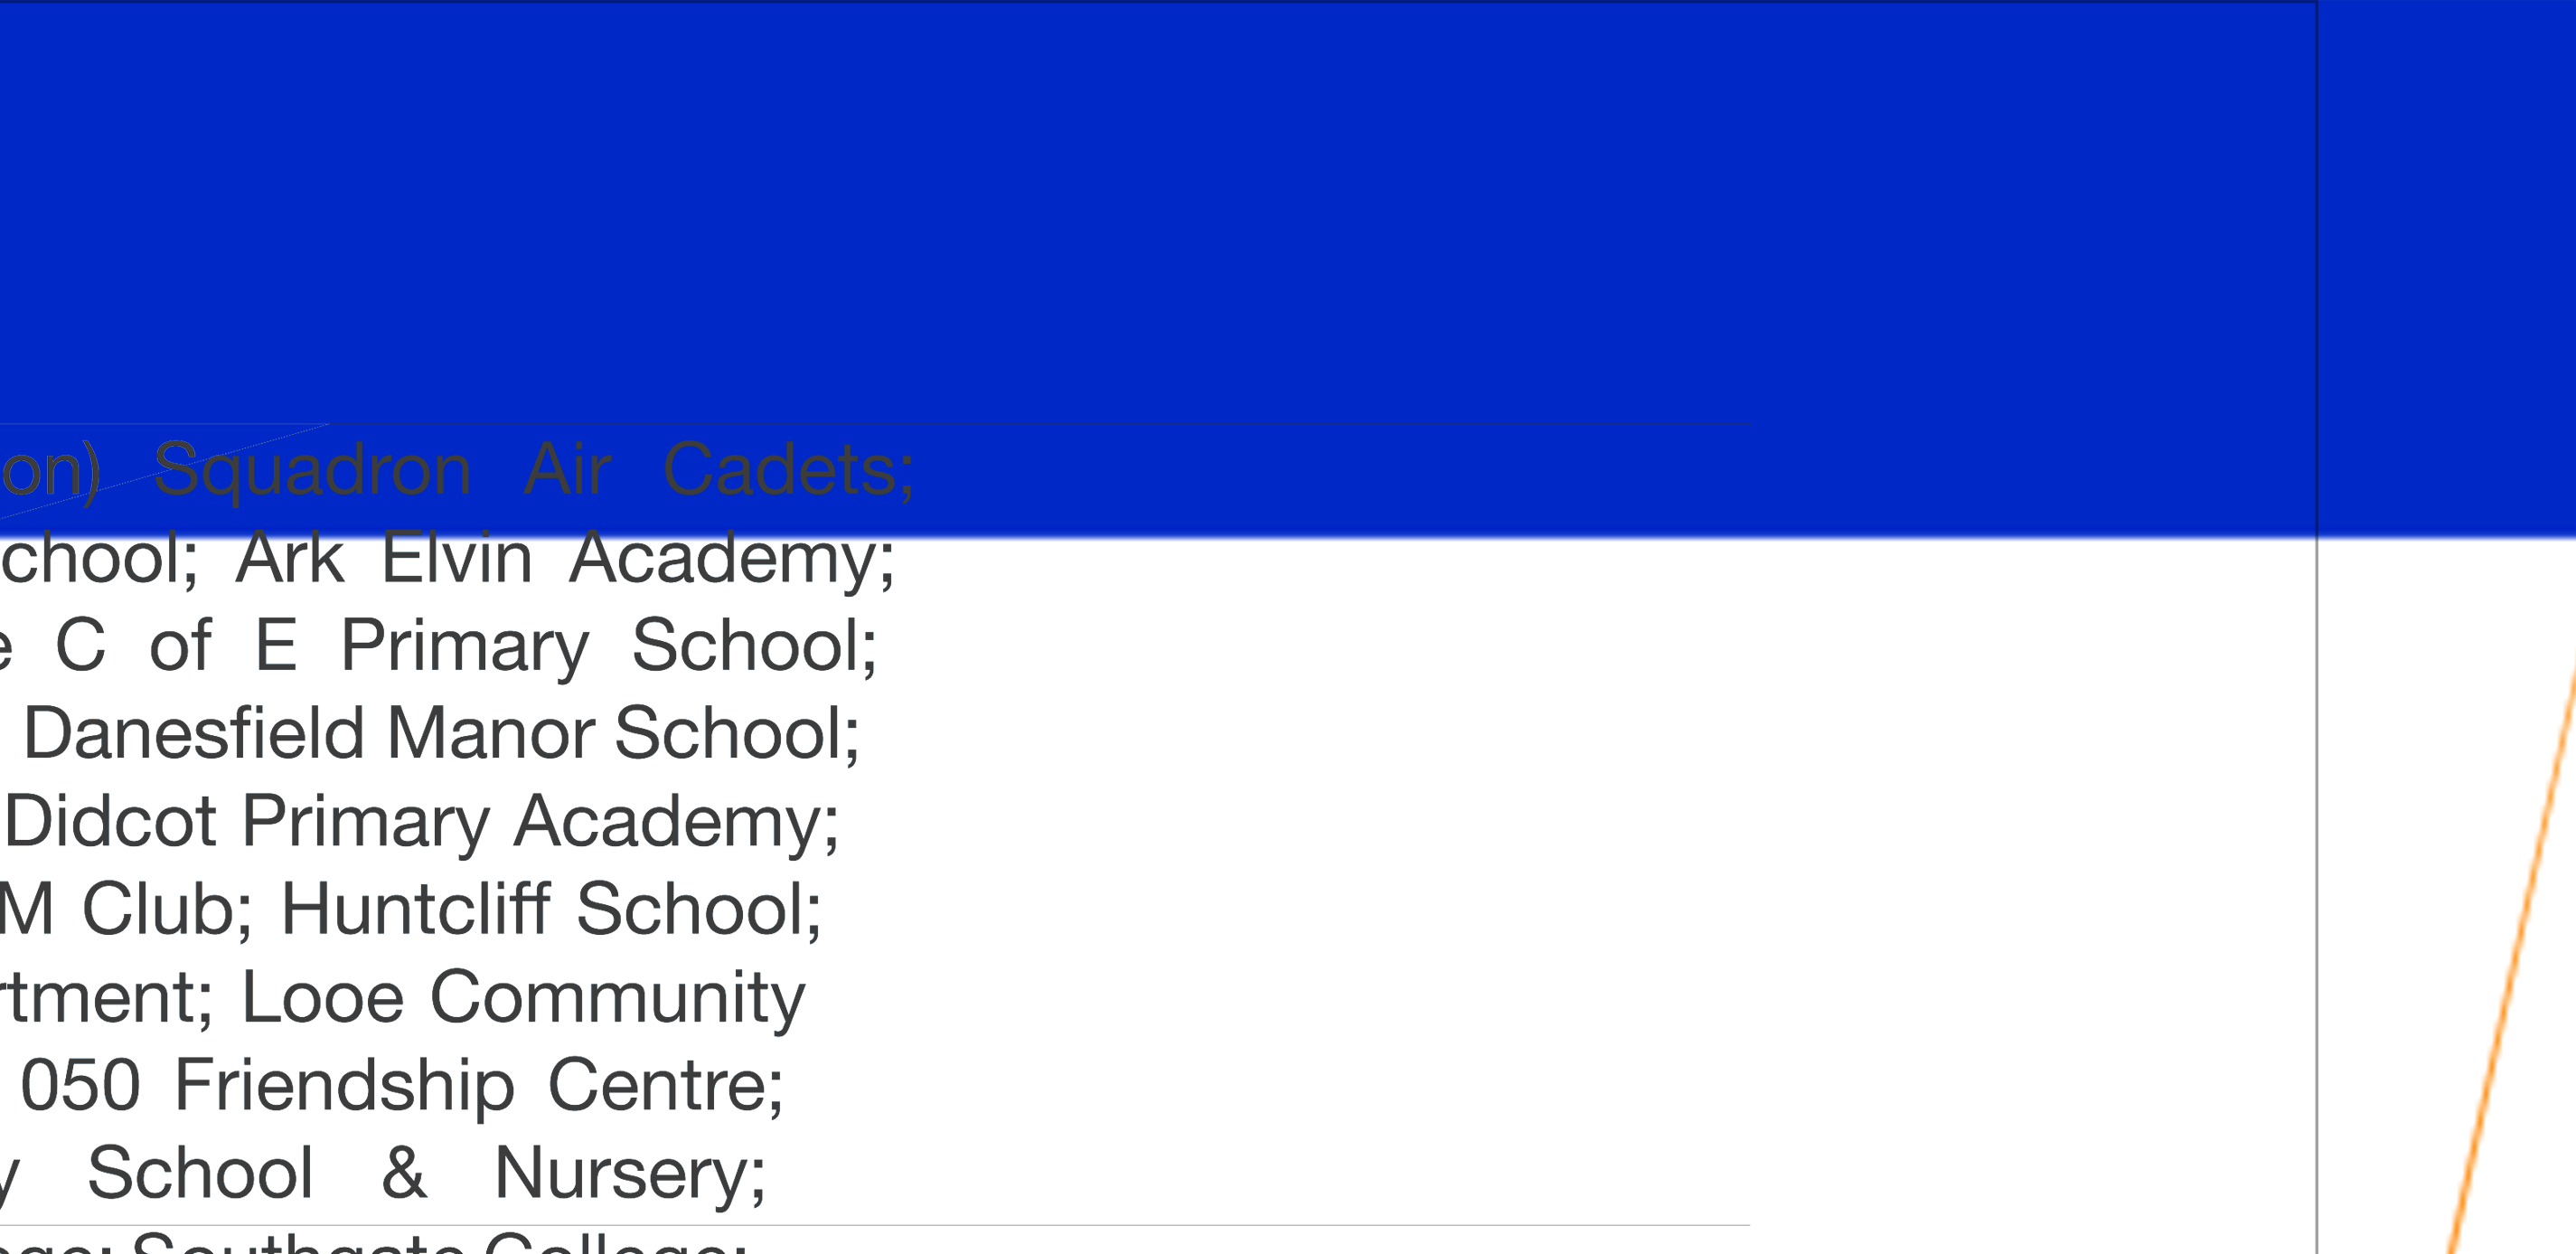 on) Squadron Air Cadets;
chool; Ark Elvin Academy;
e C of E Primary School;
Danesfield Manor School;
Didcot Primary Academy;
M Club; Huntcliff School;
rtment; Looe Community
050 Friendship Centre;
y School & Nursery;
ege; Southgate College;